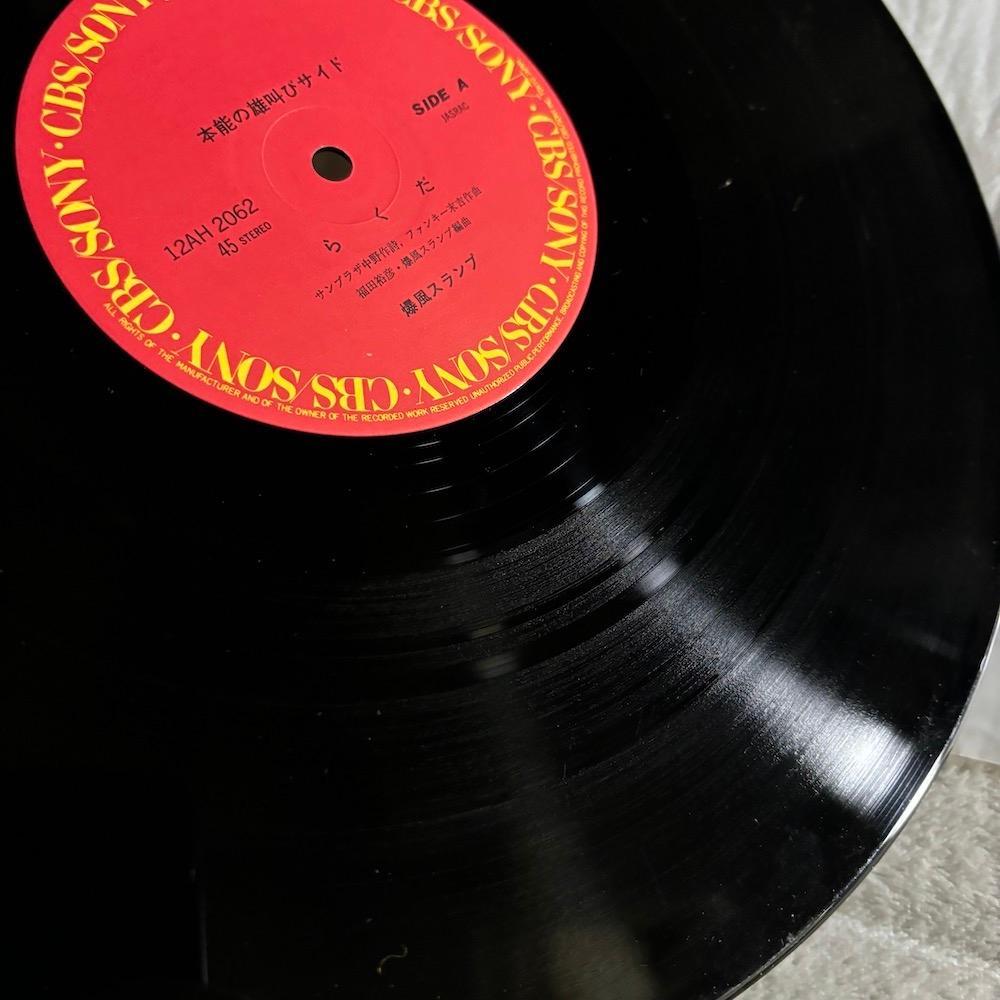 CBS/SONY・CBS/SONY・CBS/SONY・CBS/SONY・CBS/SONY・CBS/SONY
本能の雄叫びサイド
SIDE A
JASRAC
12AH 2062
45 STEREO
らくだ
サンプラザ中野作詩、ファンキー末吉作曲
福田裕彦・爆風スランプ編曲
爆風スランプ
ALL RIGHTS OF THE MANUFACTURER AND OF THE OWNER OF THE RECORDED WORK RESERVED UNAUTHORIZED PUBLIC PERFORMANCE, BROADCASTING AND COPYING OF THIS RECORD PROHIBITED